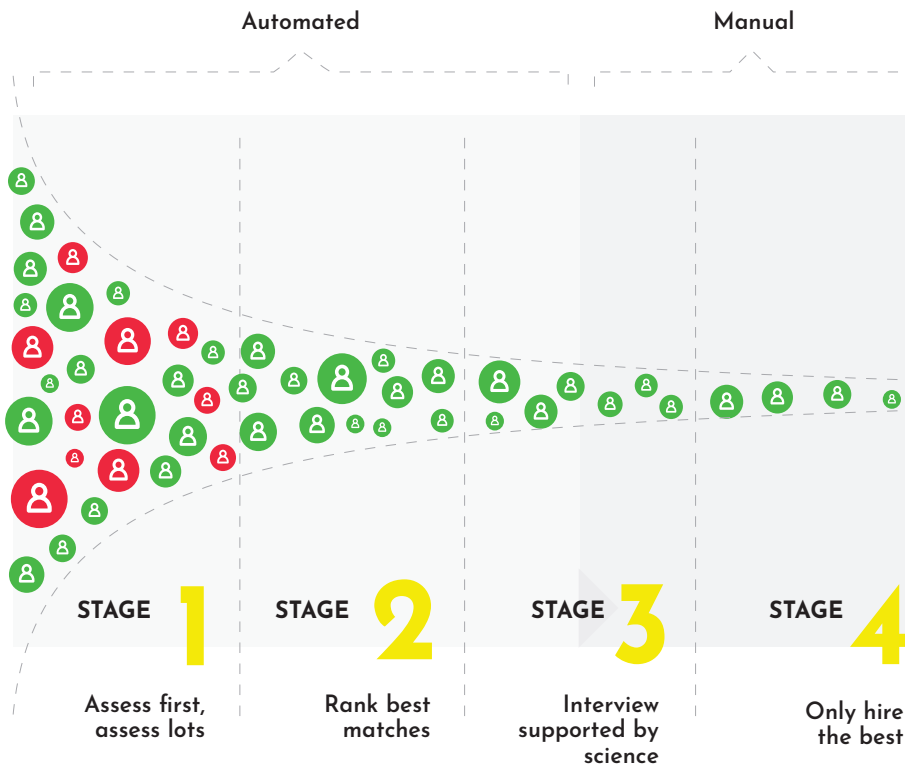 Automated
Manual
STAGE 1
STAGE 2
STAGE 3
STAGE 4
Assess first,
assess lots
Rank best
matches
Interview
supported by
science
Only hire
the best